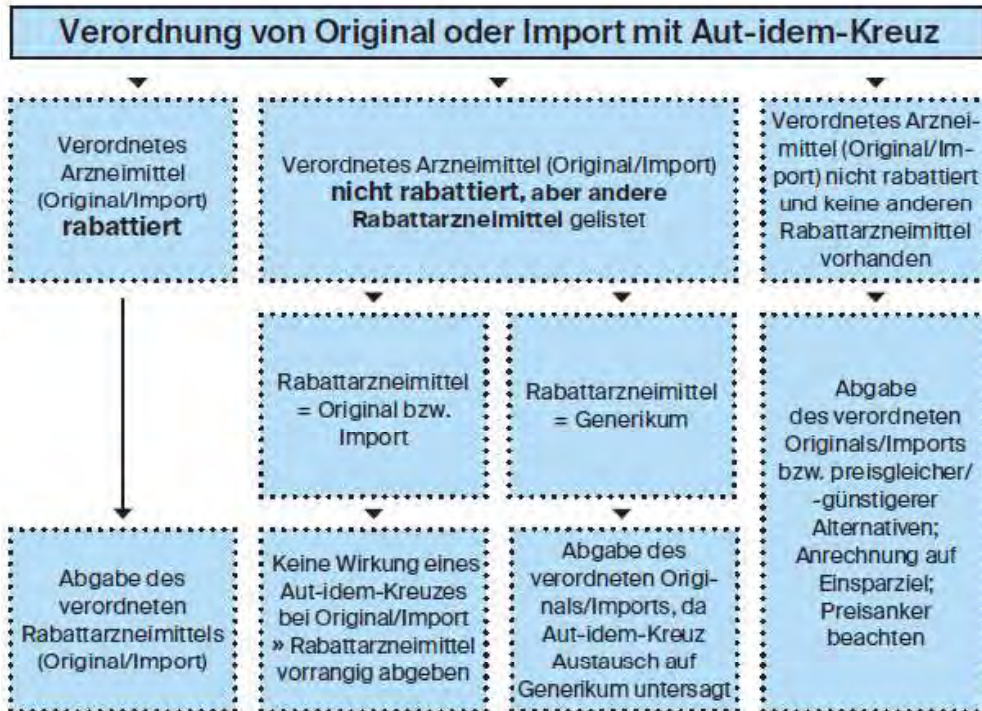 Verordnung von Original oder Import mit Aut-idem-Kreuz
Verordnetes
Arzneimittel
(Original/Import)
rabattiert
Verordnetes Arzneimittel (Original/Import)
nicht rabattiert, aber andere
Rabattarzneimittel gelistet
Verordnetes Arznei-
mittel (Original/Im-
port) nicht rabattiert
und keine anderen
Rabattarzneimittel
vorhanden
Rabattarzneimittel
= Original bzw.
Import
Rabattarzneimittel
= Generikum
Abgabe
des verordneten
Originals/Imports
bzw. preisgleicher/
-günstigerer
Alternativen;
Anrechnung auf
Einsparziel;
Preisanker
beachten
Abgabe des
verordneten
Rabattarzneimittels
(Original/Import)
Keine Wirkung eines
Aut-idem-Kreuzes
bei Original/Import
» Rabattarzneimittel
vorrangig abgeben
Abgabe des
verordneten Origi-
nals/Imports, da
Aut-idem-Kreuz
Austausch auf
Generikum untersagt